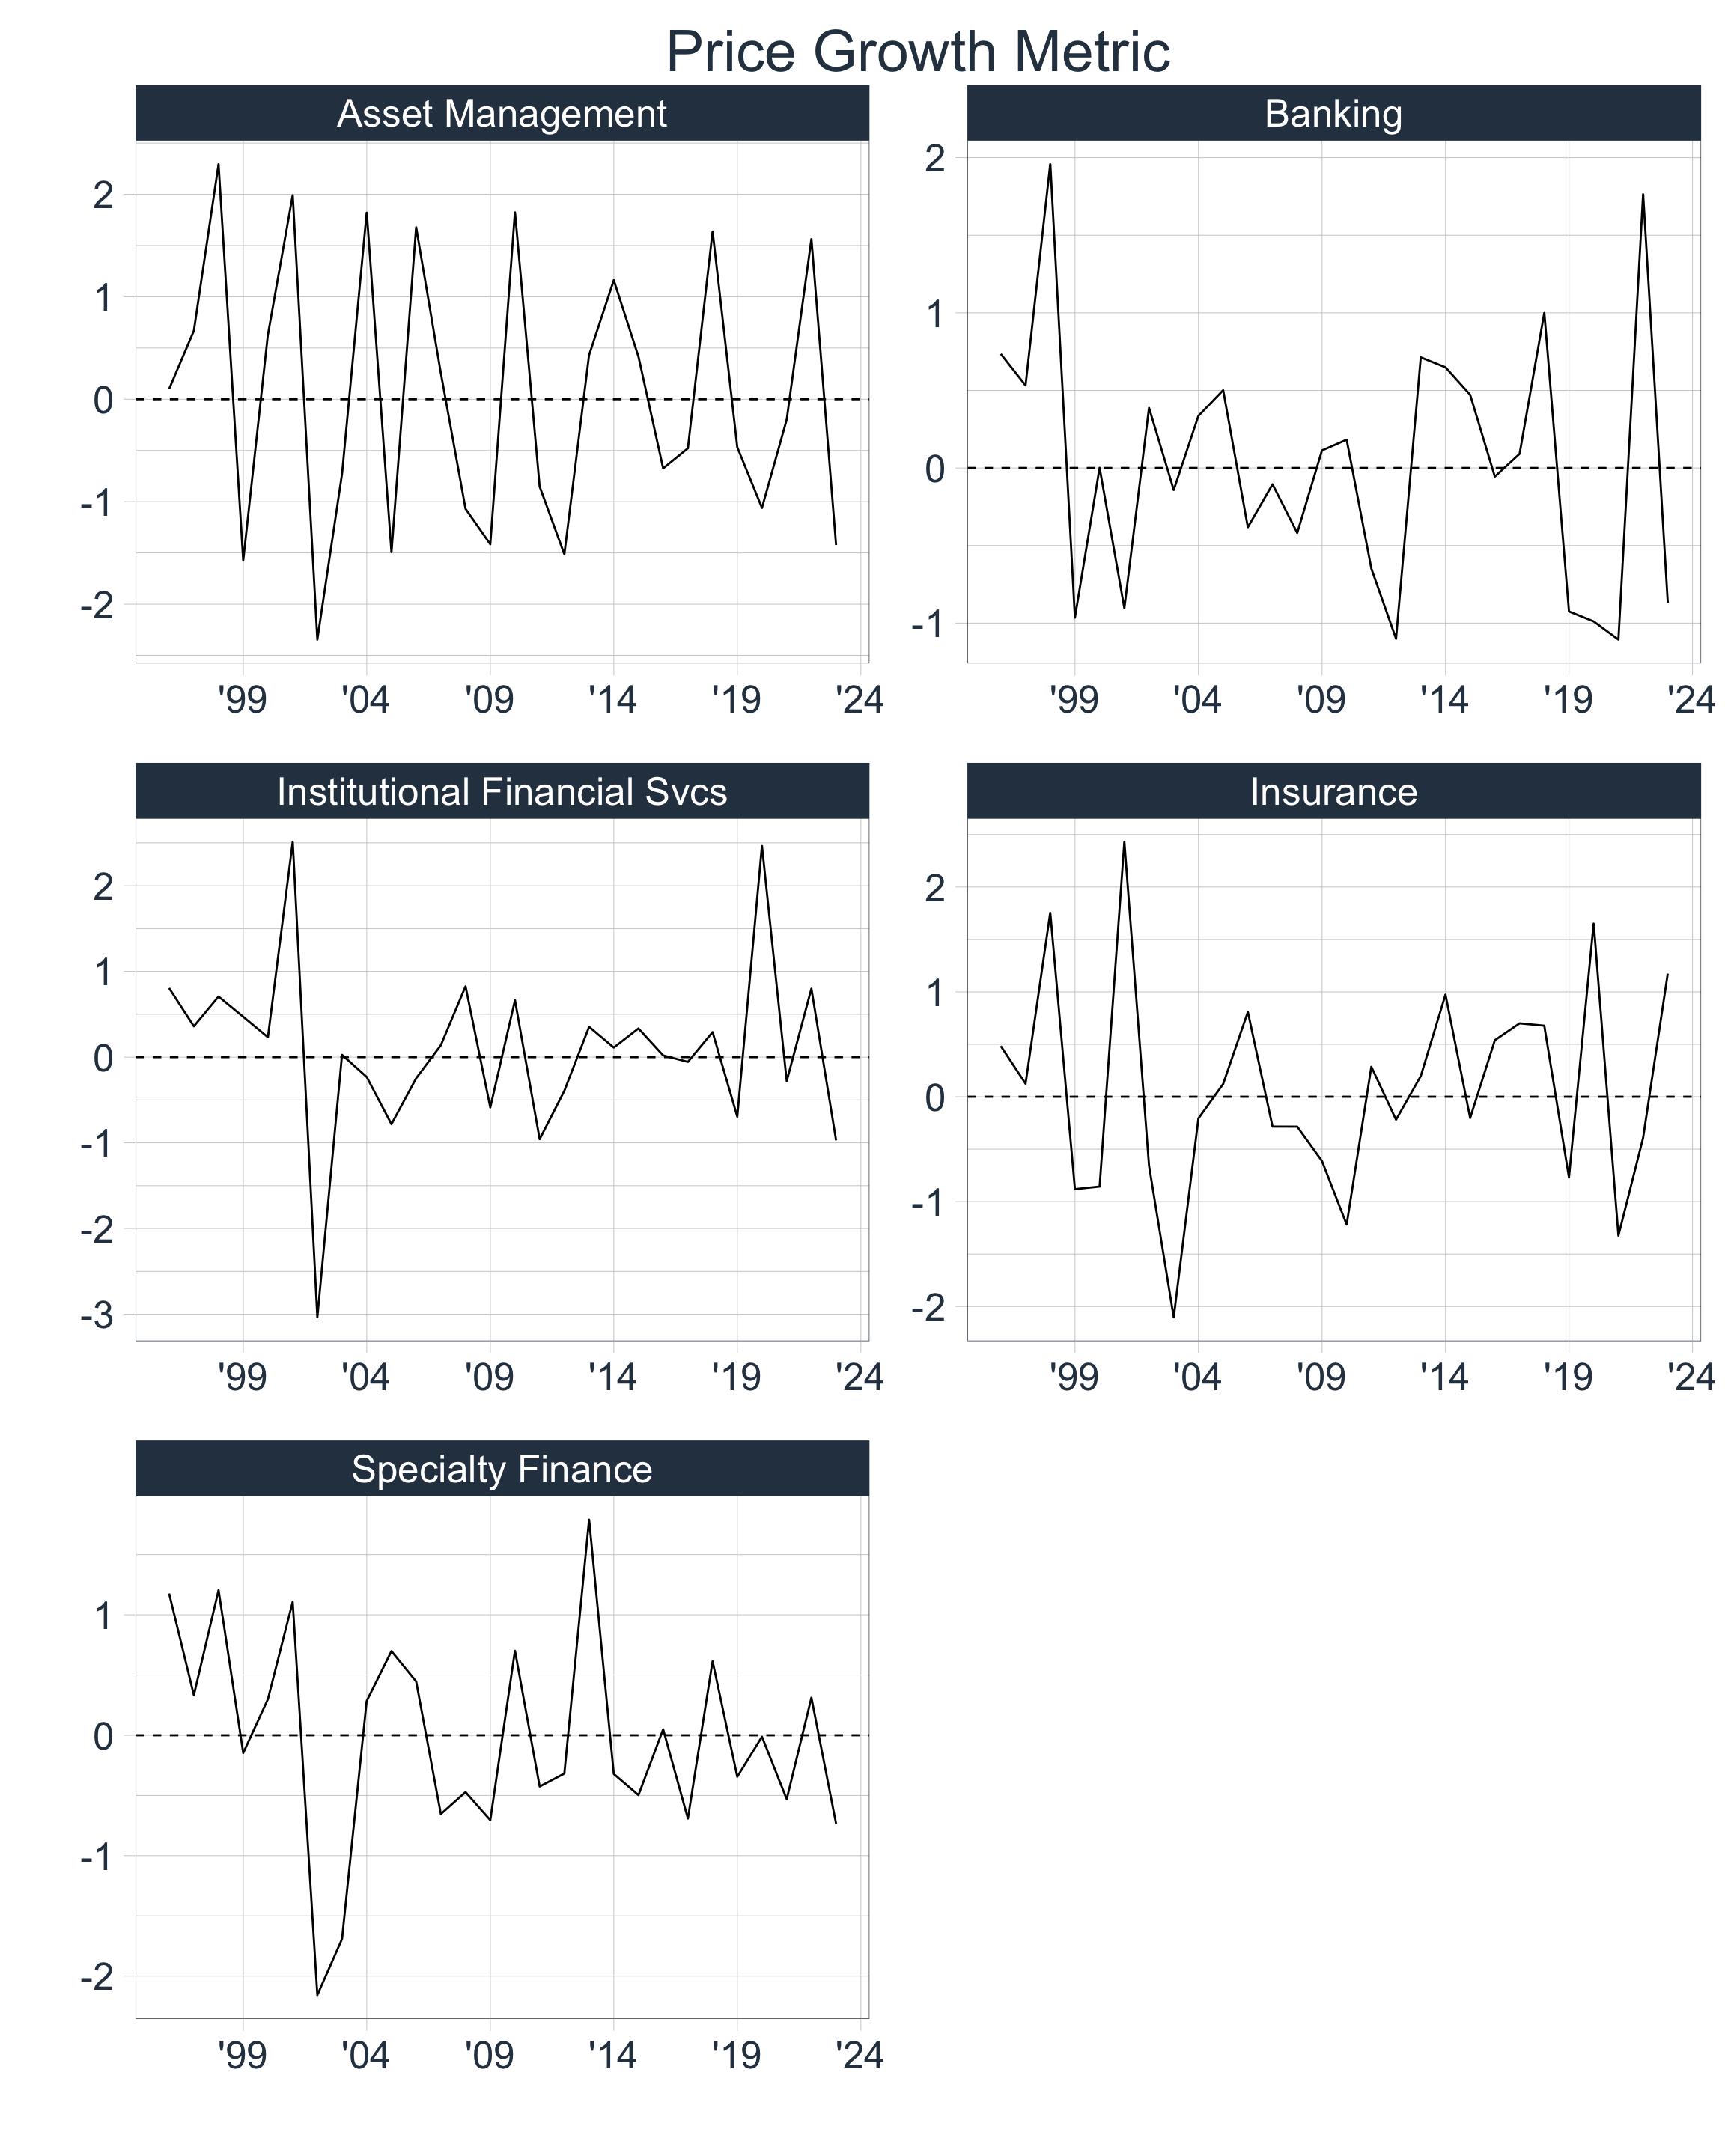 Price Growth Metric
Asset Management
Banking
2
1
0
-1
-2
'99 '04 '09 '14 '19 '24
2
1
0
-1
'99 '04 '09 '14 '19 '24
Institutional Financial Svcs
Insurance
2
1
0
-1
-2
-3
'99 '04 '09 '14 '19 '24
2
1
0
-1
-2
'99 '04 '09 '14 '19 '24
Specialty Finance
1
0
-1
-2
'99 '04 '09 '14 '19 '24